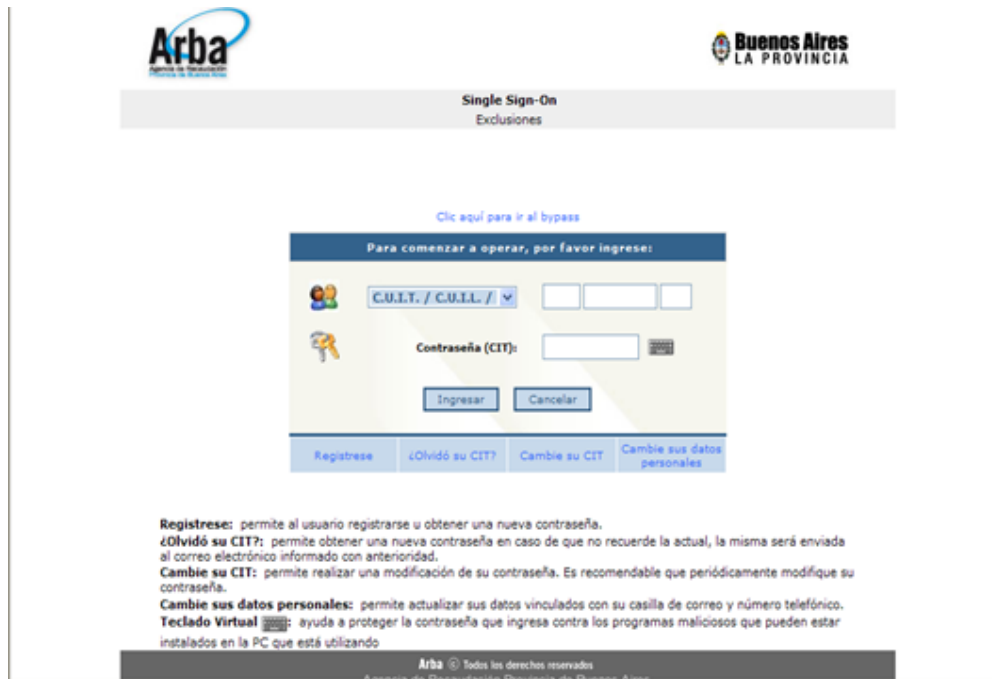 Arba
Agencia de Recaudación
Provincia de Buenos Aires
Buenos Aires
LA PROVINCIA
Single Sign-On
Exclusiones
Clic aquí para ir al bypass
Para comenzar a operar, por favor ingrese:
C.U.I.T. / C.U.I.L. /
Contraseña (CIT):
Ingresar Cancelar
Registrese ¿Olvidó su CIT? Cambie su CIT Cambie sus datos personales
Registrese: permite al usuario registrarse u obtener una nueva contraseña.
¿Olvidó su CIT?: permite obtener una nueva contraseña en caso de que no recuerde la actual, la misma será enviada
al correo electrónico informado con anterioridad.
Cambie su CIT: permite realizar una modificación de su contraseña. Es recomendable que periódicamente modifique su
contraseña.
Cambie sus datos personales: permite actualizar sus datos vinculados con su casilla de correo y número telefónico.
Teclado Virtual : ayuda a proteger la contraseña que ingresa contra los programas maliciosos que pueden estar
instalados en la PC que está utilizando
Arba © Todos los derechos reservados
Agencia de Recaudación Provincia de Buenos Aires